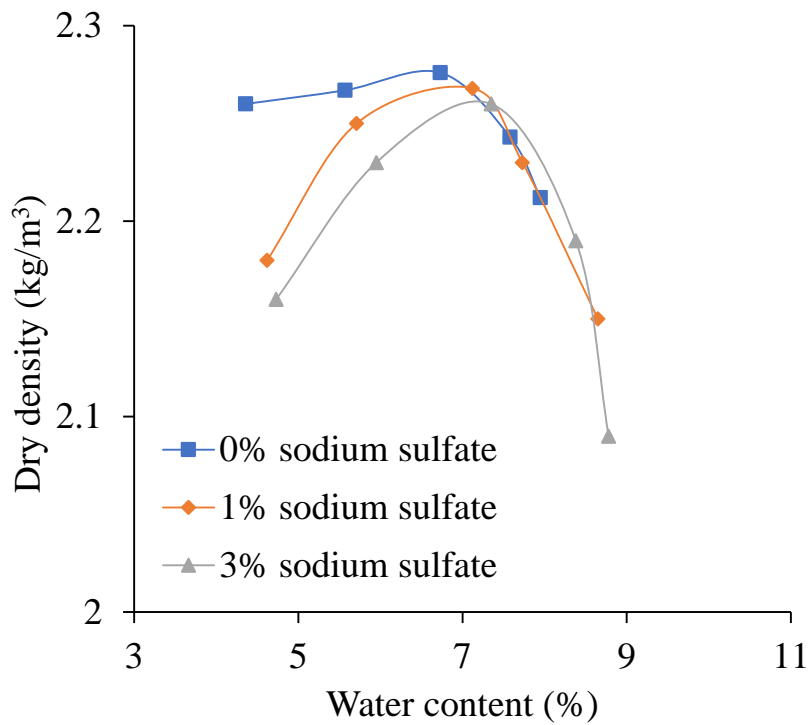 2.3
2.2
2.1
2
Dry density (kg/m³)
0% sodium sulfate
1% sodium sulfate
3% sodium sulfate
3 5 7 9 11
Water content (%)